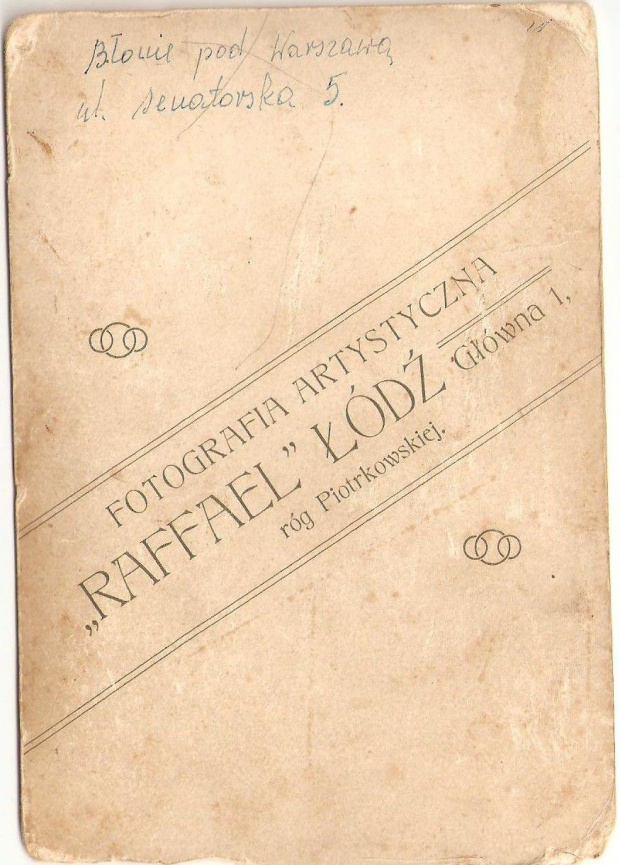 Błonie pod Warszawą
ul. Senatorska 5.
FOTOGRAFIA ARTYSTYCZNA
„RAFFAEL” ŁÓDŹ Główna 1,
róg Piotrkowskiej.